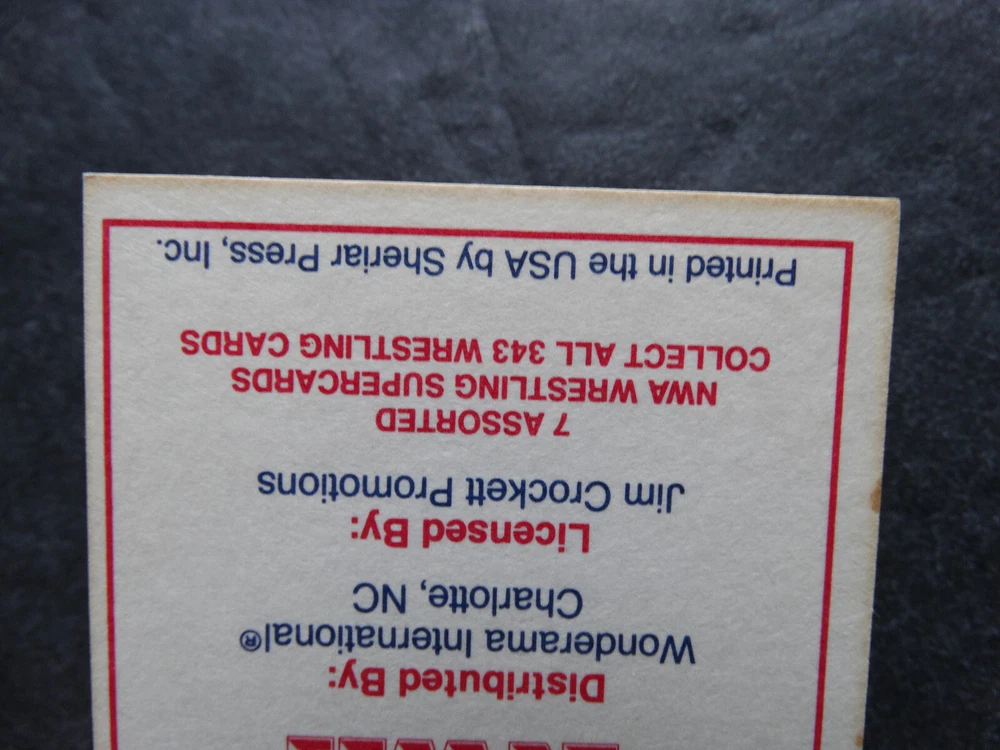 Distributed By:
Wonderama International®
Charlotte, NC
Licensed By:
Jim Crockett Promotions
7 ASSORTED
NWA WRESTLING SUPERCARDS
COLLECT ALL 343 WRESTLING CARDS
Printed in the USA by Sheriar Press, Inc.